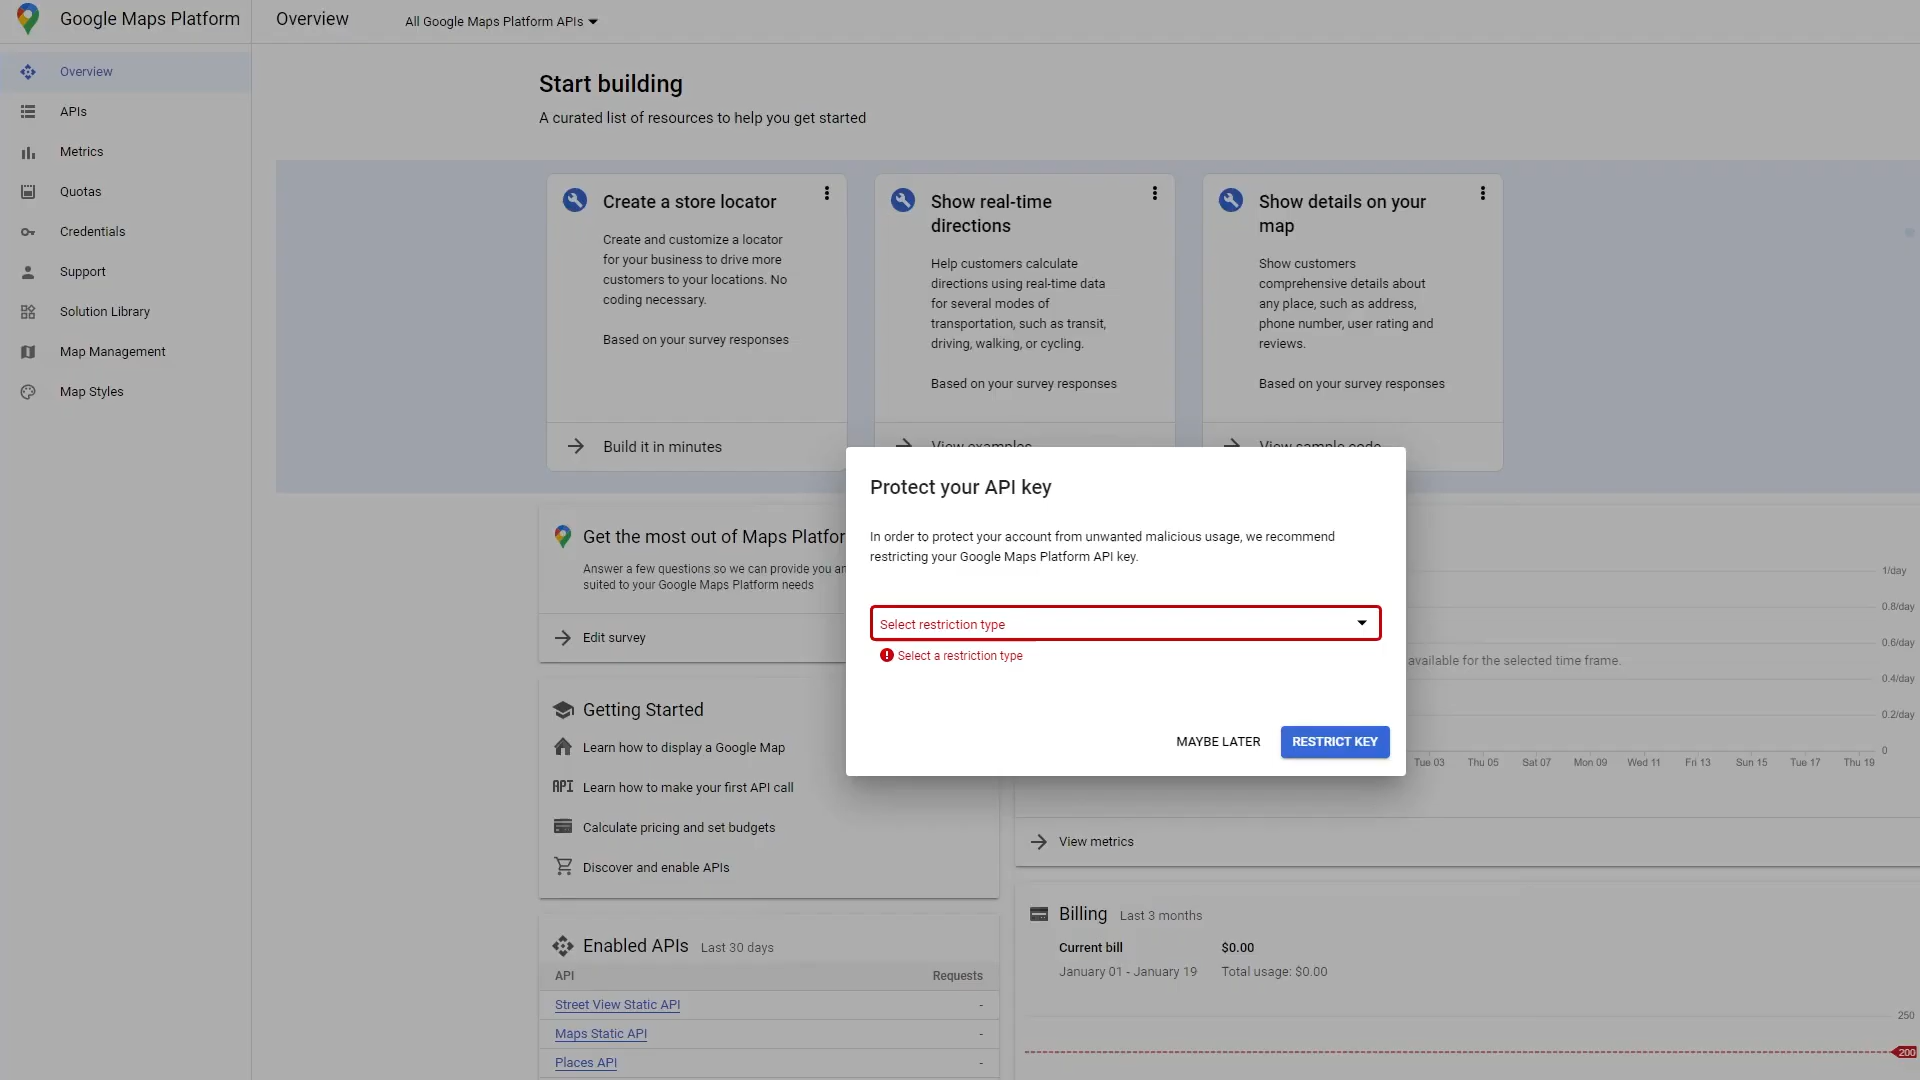 Google Maps Platform
Overview
All Google Maps Platform APIs
Overview
APIs
Metrics
Quotas
Credentials
Support
Solution Library
Map Management
Map Styles
Start building
A curated list of resources to help you get started
Create a store locator
Create and customize a locator
for your business to drive more
customers to your locations. No
coding necessary.
Based on your survey responses
Build it in minutes
Show real-time
directions
Help customers calculate
directions using real-time data
for several modes of
transportation, such as transit,
driving, walking, or cycling.
Based on your survey responses
View examples
Show details on your
map
Show customers
comprehensive details about
any place, such as address,
phone number, user rating and
reviews.
Based on your survey responses
View sample code
Get the most out of Maps Platfor
Answer a few questions so we can provide you an
suited to your Google Maps Platform needs
Edit survey
Getting Started
Learn how to display a Google Map
API Learn how to make your first API call
Calculate pricing and set budgets
Discover and enable APIs
Enabled APIs Last 30 days
API Requests
Street View Static API -
Maps Static API -
Places API -
Protect your API key
In order to protect your account from unwanted malicious usage, we recommend
restricting your Google Maps Platform API key.
Select restriction type
Select a restriction type
MAYBE LATER RESTRICT KEY
1/day
0.8/day
0.6/day
available for the selected time frame.
0.4/day
0.2/day
0
Tue 03 Thu 05 Sat 07 Mon 09 Wed 11 Fri 13 Sun 15 Tue 17 Thu 19
View metrics
Billing Last 3 months
Current bill $0.00
January 01 - January 19 Total usage: $0.00
250
200